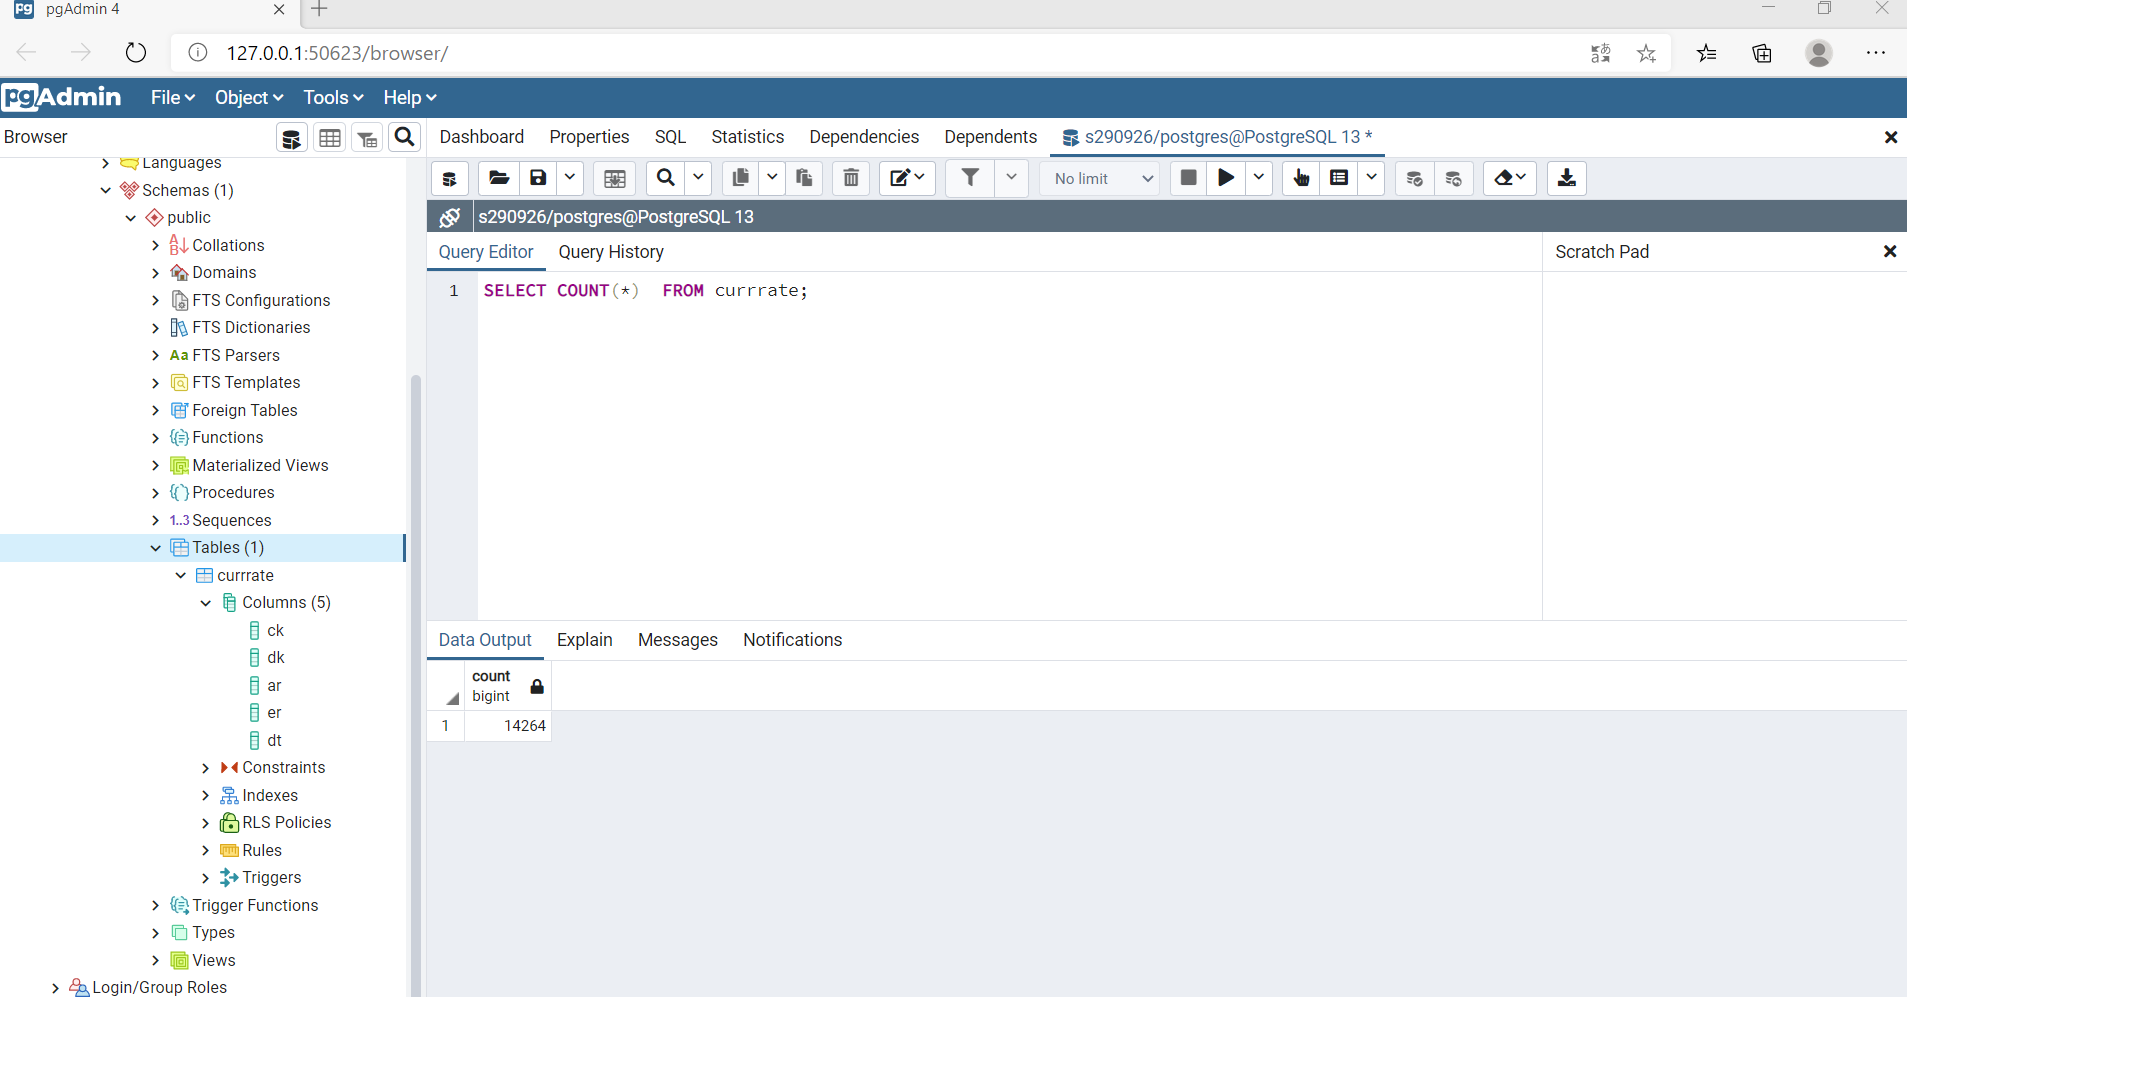 pgAdmin 4
127.0.0.1:50623/browser/
pgAdmin File Object Tools Help
Browser
Dashboard Properties SQL Statistics Dependencies Dependents s290926/postgres@PostgreSQL 13 *
No limit
s290926/postgres@PostgreSQL 13
Query Editor Query History
Scratch Pad
1 SELECT COUNT(*) FROM currrate;
Data Output Explain Messages Notifications
count
bigint
1 14264
Languages
Schemas (1)
public
Collations
Domains
FTS Configurations
FTS Dictionaries
Aa FTS Parsers
FTS Templates
Foreign Tables
Functions
Materialized Views
Procedures
1..3 Sequences
Tables (1)
currrate
Columns (5)
ck
dk
ar
er
dt
Constraints
Indexes
RLS Policies
Rules
Triggers
Trigger Functions
Types
Views
Login/Group Roles